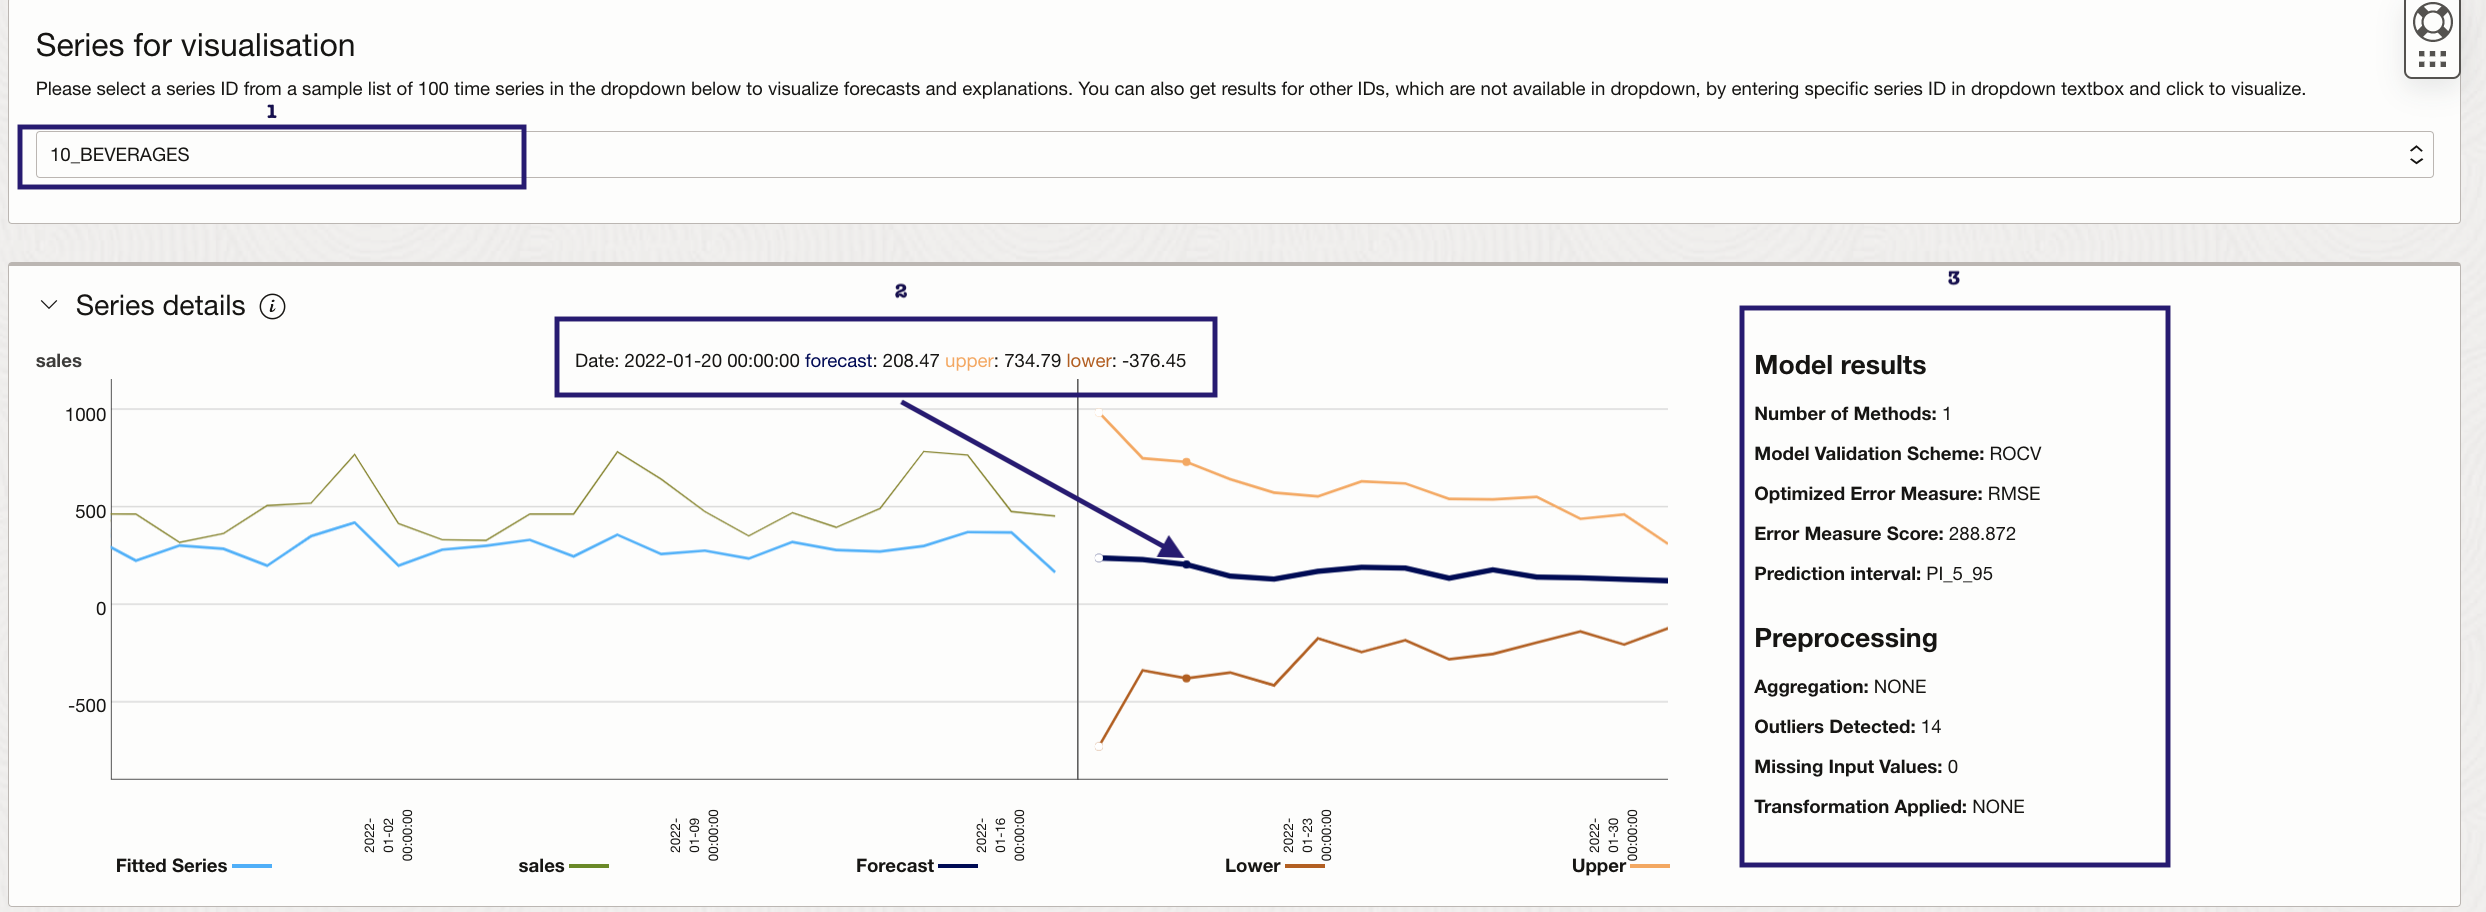 Series for visualisation
Please select a series ID from a sample list of 100 time series in the dropdown below to visualize forecasts and explanations. You can also get results for other IDs, which are not available in dropdown, by entering specific series ID in dropdown textbox and click to visualize.
1
10_BEVERAGES
Series details i
2
3
sales
Date: 2022-01-20 00:00:00 forecast: 208.47 upper: 734.79 lower: -376.45
1000
500
0
-500
2022-
01-02
00:00:00
2022-
01-09
00:00:00
2022-
01-16
00:00:00
2022-
01-23
00:00:00
2022-
01-30
00:00:00
Fitted Series
sales
Forecast
Lower
Upper
Model results
Number of Methods: 1
Model Validation Scheme: ROCV
Optimized Error Measure: RMSE
Error Measure Score: 288.872
Prediction interval: PI_5_95
Preprocessing
Aggregation: NONE
Outliers Detected: 14
Missing Input Values: 0
Transformation Applied: NONE